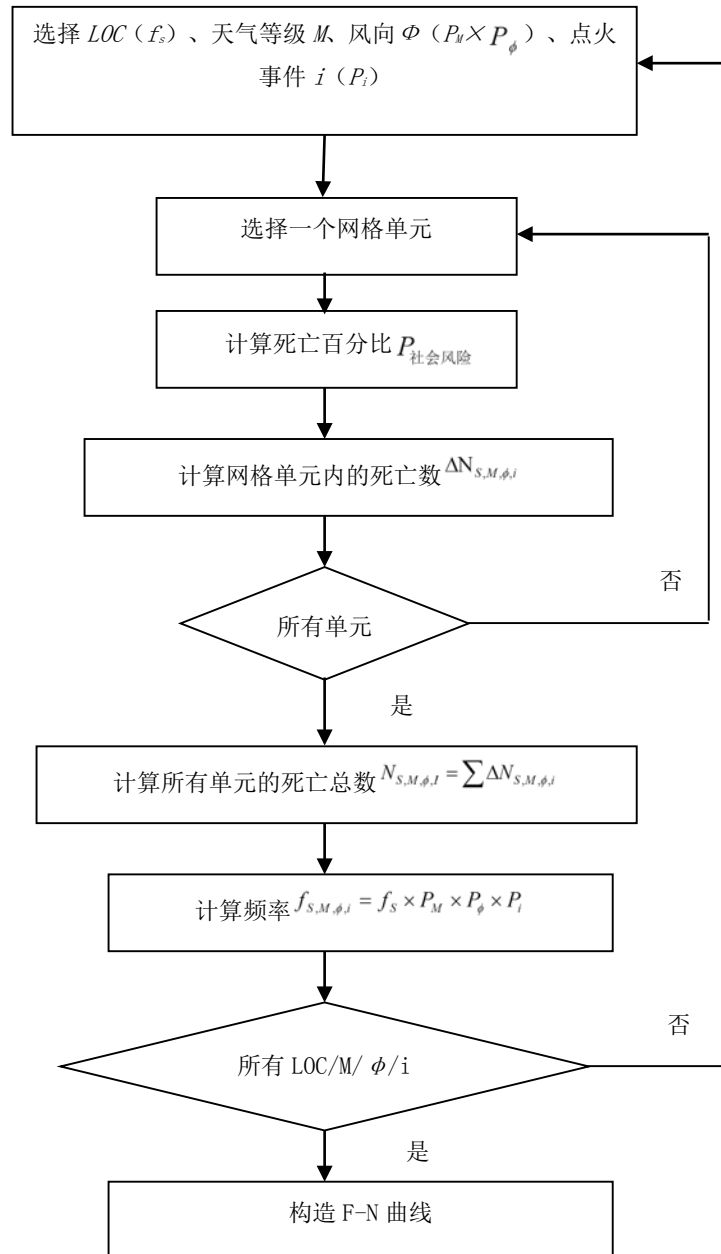 选择 LOC（fs）、天气等级 M、风向 Φ（PM×Pϕ）、点火
事件 i（Pi）
选择一个网格单元
计算死亡百分比 P社会风险
计算网格单元内的死亡数 ΔN S,M,ϕ,i
否
所有单元
是
计算所有单元的死亡总数 N S,M,ϕ,I = ∑ ΔN S,M,ϕ,i
计算频率 f S,M,ϕ,i = fS × PM × Pϕ × Pi
否
所有 LOC/M/ φ/i
是
构造 F-N 曲线